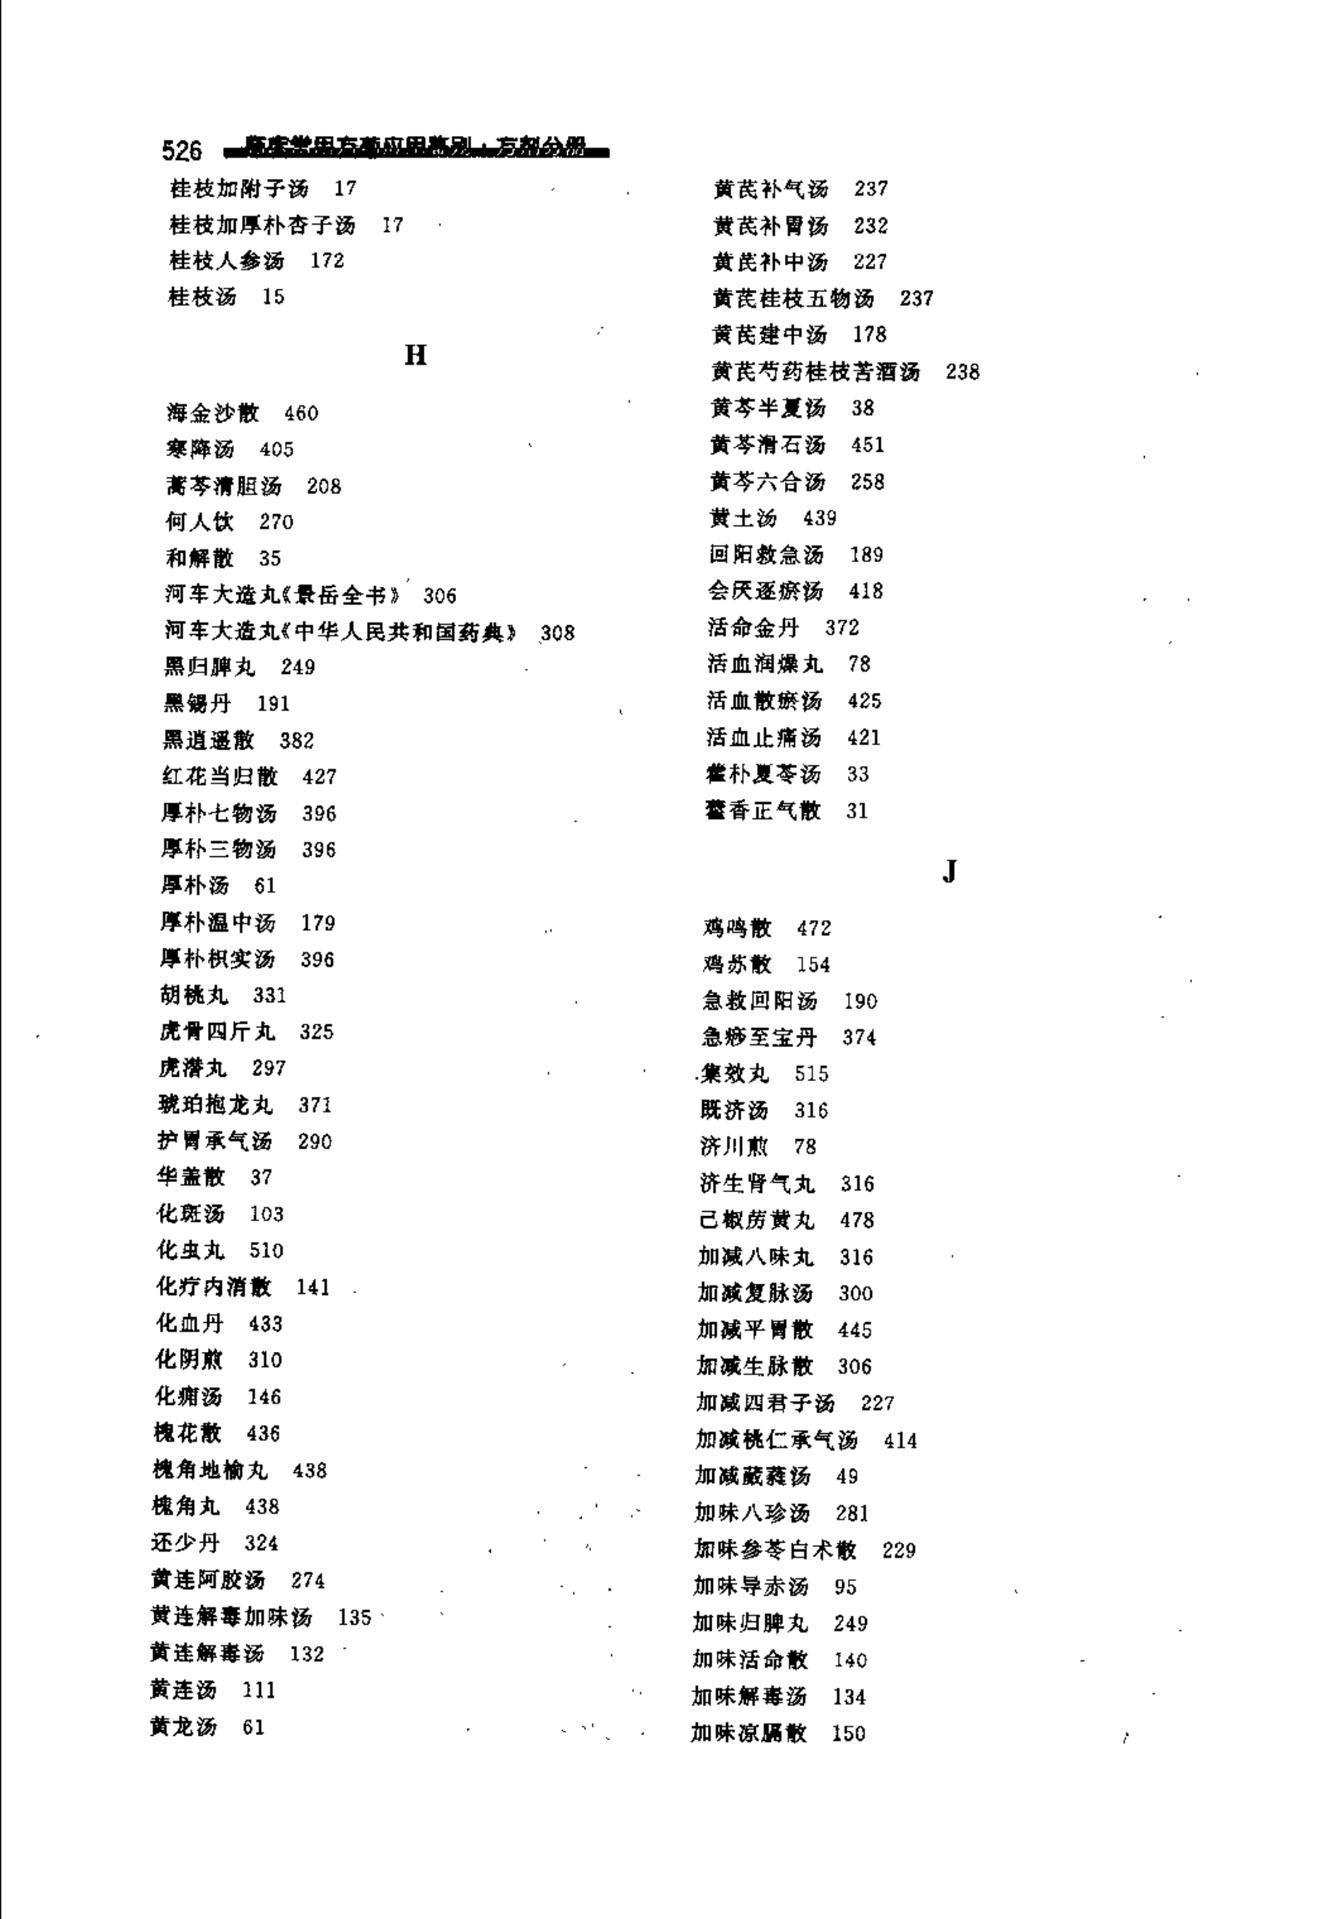 526 临床常用方药应用鉴别·方剂分册
桂枝加附子汤 17
桂枝加厚朴杏子汤 17
桂枝人参汤 172
桂枝汤 15
H
海金沙散 460
寒降汤 405
蒿芩清胆汤 208
何人饮 270
和解散 35
河车大造丸《景岳全书》 306
河车大造丸《中华人民共和国药典》 308
黑归脾丸 249
黑锡丹 191
黑逍遥散 382
红花当归散 427
厚朴七物汤 396
厚朴三物汤 396
厚朴汤 61
厚朴温中汤 179
厚朴枳实汤 396
胡桃丸 331
虎骨四斤丸 325
虎潜丸 297
琥珀抱龙丸 371
护胃承气汤 290
华盖散 37
化斑汤 103
化虫丸 510
化疔内消散 141
化血丹 433
化阴煎 310
化痈汤 146
槐花散 436
槐角地榆丸 438
槐角丸 438
还少丹 324
黄连阿胶汤 274
黄连解毒加味汤 135
黄连解毒汤 132
黄连汤 111
黄龙汤 61
黄芪补气汤 237
黄芪补胃汤 232
黄芪补中汤 227
黄芪桂枝五物汤 237
黄芪建中汤 178
黄芪芍药桂枝苦酒汤 238
黄芩半夏汤 38
黄芩滑石汤 451
黄芩六合汤 258
黄土汤 439
回阳救急汤 189
会厌逐瘀汤 418
活命金丹 372
活血润燥丸 78
活血散瘀汤 425
活血止痛汤 421
藿朴夏苓汤 33
藿香正气散 31
J
鸡鸣散 472
鸡苏散 154
急救回阳汤 190
急痧至宝丹 374
集效丸 515
既济汤 316
济川煎 78
济生肾气丸 316
己椒苈黄丸 478
加减八味丸 316
加减复脉汤 300
加减平胃散 445
加减生脉散 306
加减四君子汤 227
加减桃仁承气汤 414
加减葳蕤汤 49
加味八珍汤 281
加味参苓白术散 229
加味导赤汤 95
加味归脾丸 249
加味活命散 140
加味解毒汤 134
加味凉膈散 150